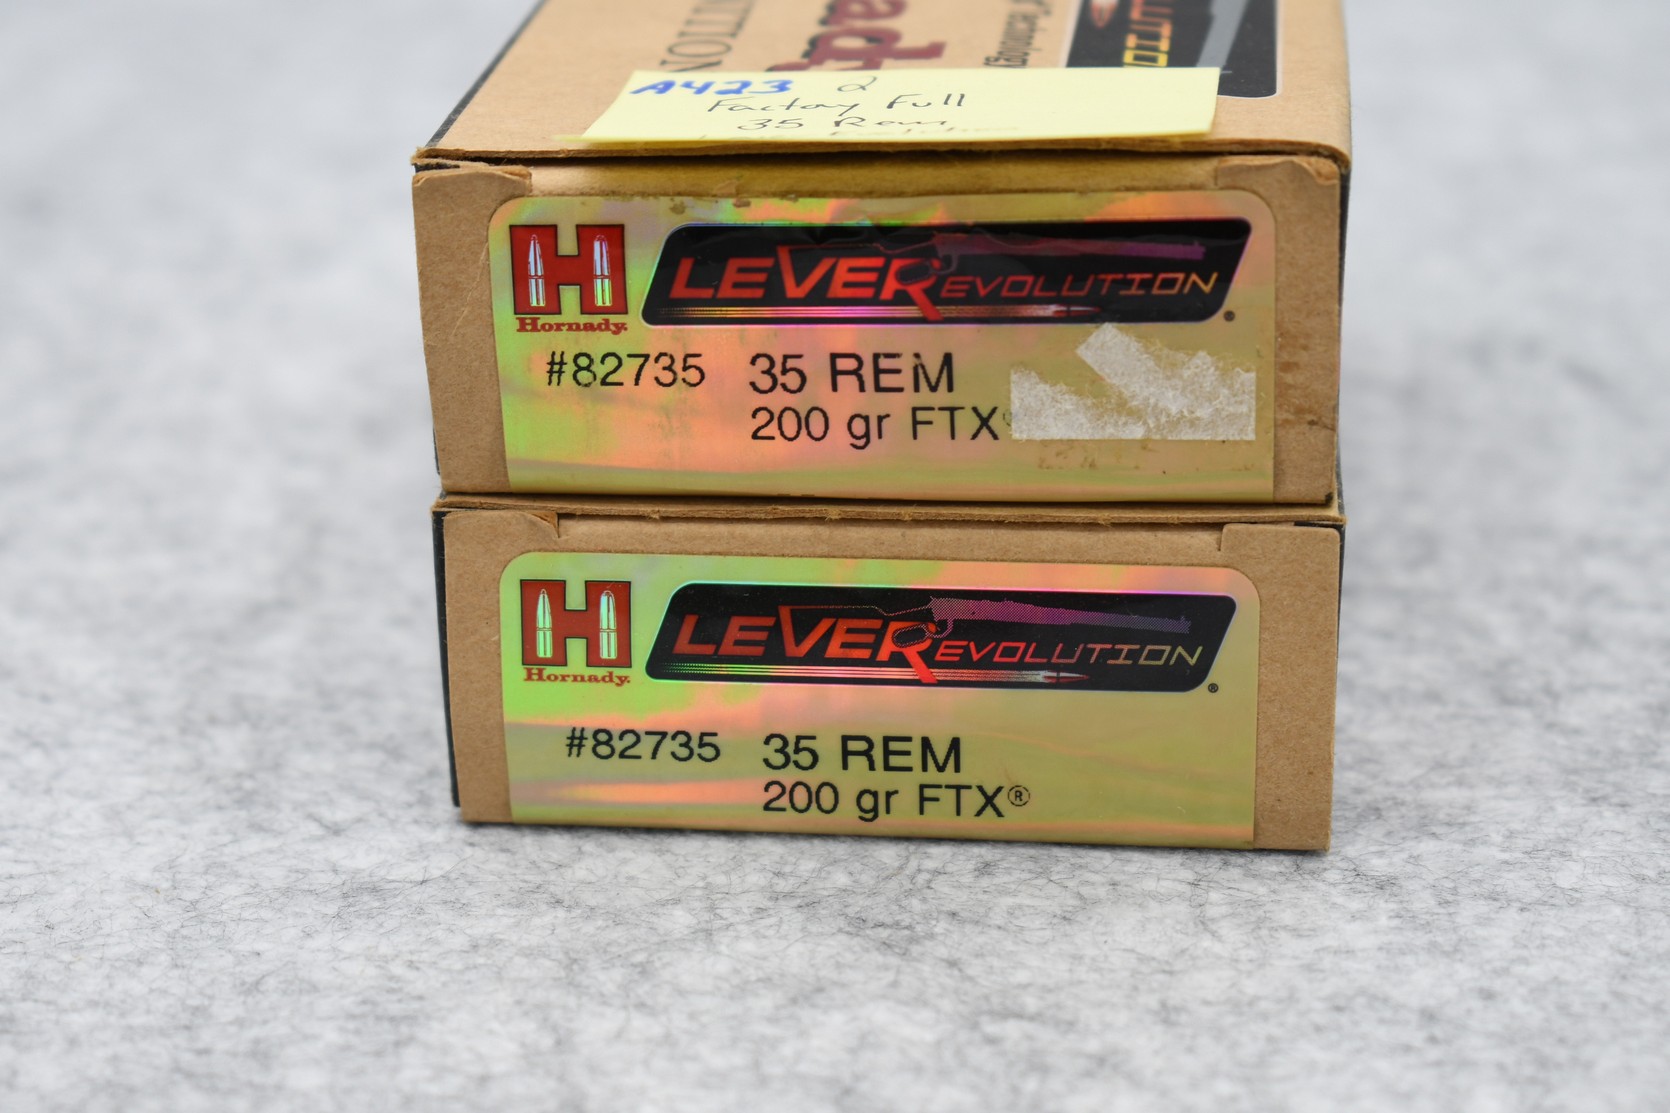 A423 2
Factory Full
35 Rem
Hornady
LEVEREVOLUTION®
#82735 35 REM
200 gr FTX
Hornady
LEVEREVOLUTION®
#82735 35 REM
200 gr FTX®